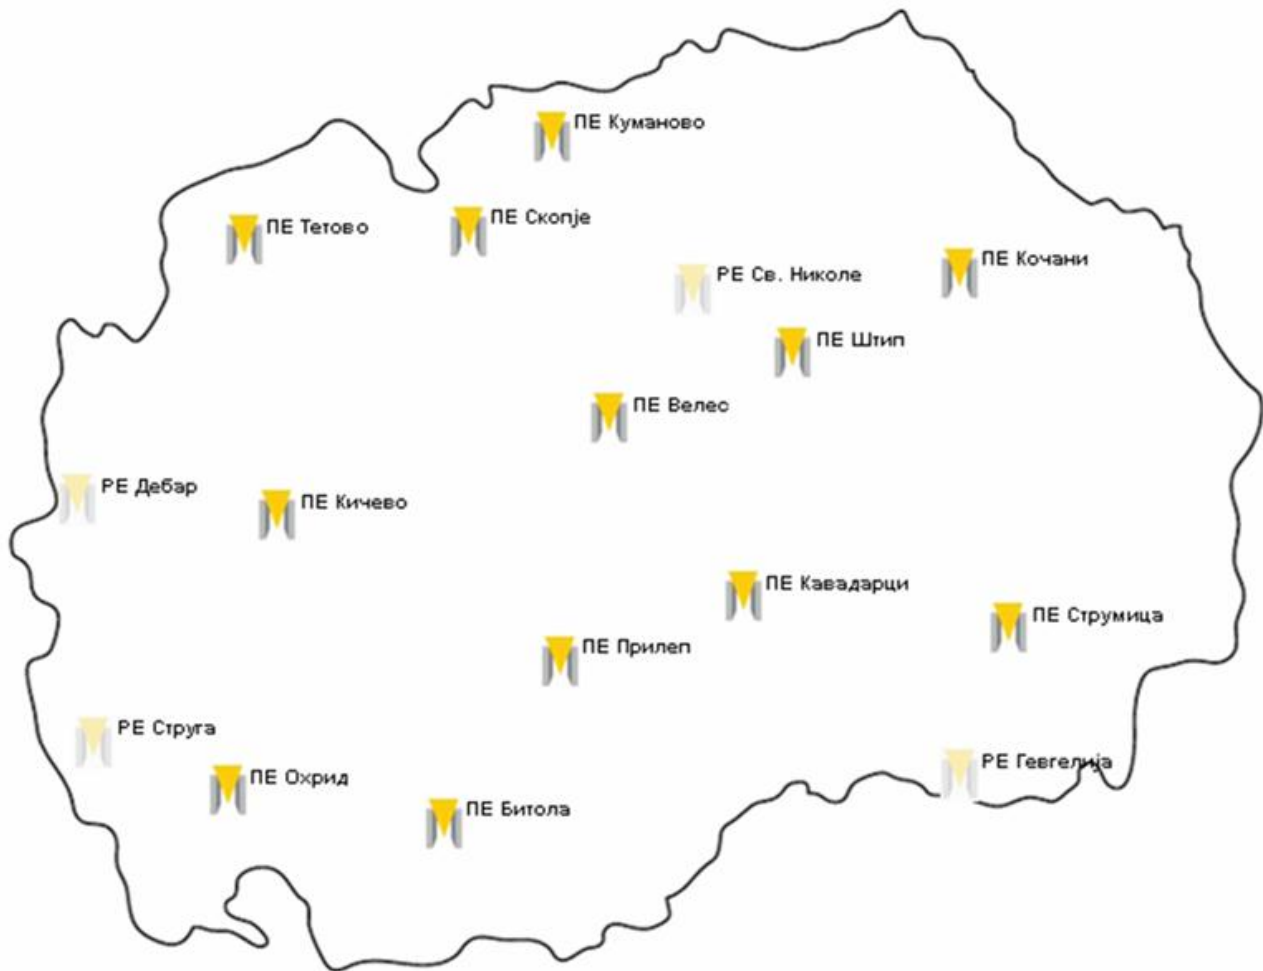 ПЕ Куманово
ПЕ Скопје
ПЕ Тетово
ПЕ Кочани
РЕ Св. Николе
ПЕ Штип
ПЕ Велес
РЕ Дебар
ПЕ Кичево
ПЕ Кавадарци
ПЕ Струмица
ПЕ Прилеп
РЕ Струга
РЕ Гевгелија
ПЕ Охрид
ПЕ Битола